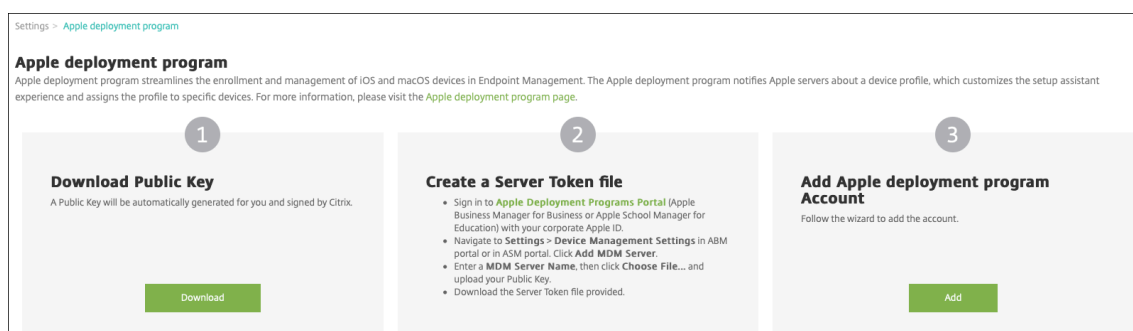 Settings > Apple deployment program
Apple deployment program
Apple deployment program streamlines the enrollment and management of iOS and macOS devices in Endpoint Management. The Apple deployment program notifies Apple servers about a device profile, which customizes the setup assistant
experience and assigns the profile to specific devices. For more information, please visit the Apple deployment program page.
1
Download Public Key
A Public Key will be automatically generated for you and signed by Citrix.
Download
2
Create a Server Token file
• Sign in to Apple Deployment Programs Portal (Apple
Business Manager for Business or Apple School Manager for
Education) with your corporate Apple ID.
• Navigate to Settings > Device Management Settings in ABM
portal or in ASM portal. Click Add MDM Server.
• Enter a MDM Server Name, then click Choose File... and
upload your Public Key.
• Download the Server Token file provided.
3
Add Apple deployment program
Account
Follow the wizard to add the account.
Add